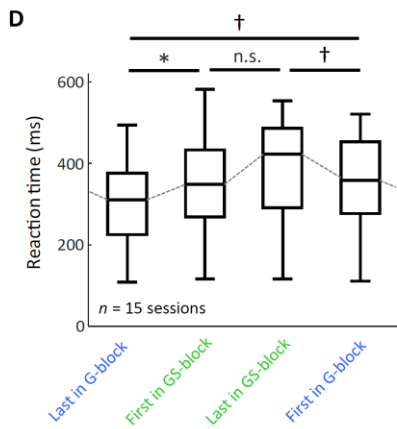 D
†
* n.s. †
Reaction time (ms)
600
400
200
0
n = 15 sessions
Last in G-block
First in GS-block
Last in GS-block
First in G-block